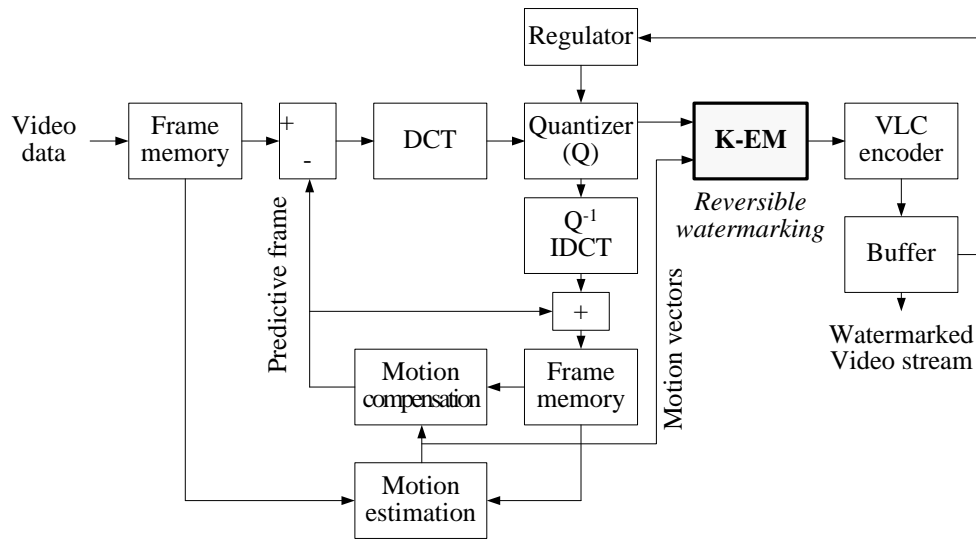 Regulator
Video
data
Frame
memory
+
-
DCT
Quantizer
(Q)
K-EM
VLC
encoder
Reversible
watermarking
Q-1
IDCT
Buffer
Predictive frame
+
Motion vectors
Watermarked
Video stream
Motion
compensation
Frame
memory
Motion
estimation